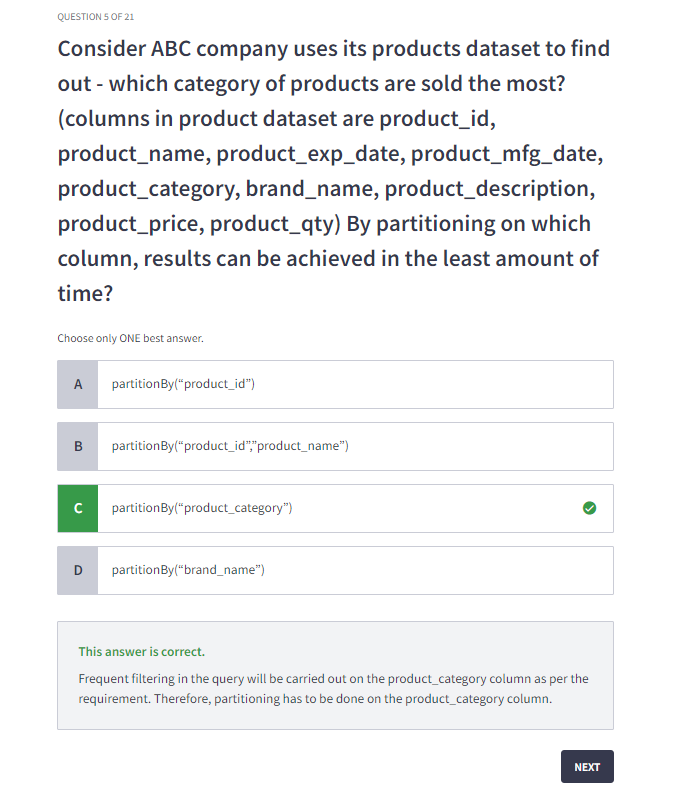 QUESTION 5 OF 21
Consider ABC company uses its products dataset to find
out - which category of products are sold the most?
(columns in product dataset are product_id,
product_name, product_exp_date, product_mfg_date,
product_category, brand_name, product_description,
product_price, product_qty) By partitioning on which
column, results can be achieved in the least amount of
time?
Choose only ONE best answer.
A partitionBy(“product_id”)
B partitionBy(“product_id”,”product_name”)
C partitionBy(“product_category”)
D partitionBy(“brand_name”)
This answer is correct.
Frequent filtering in the query will be carried out on the product_category column as per the
requirement. Therefore, partitioning has to be done on the product_category column.
NEXT